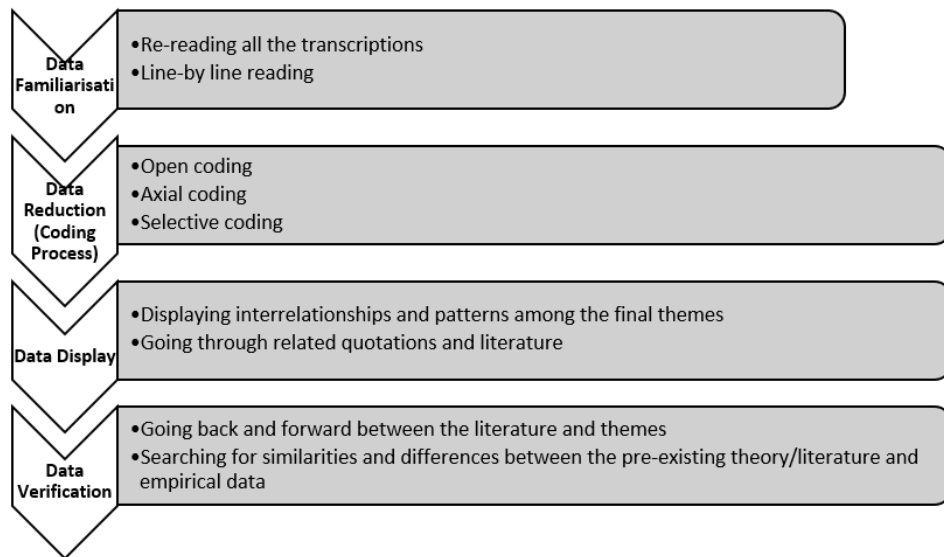 Data
Familiarisati
on
•Re-reading all the transcriptions
•Line-by line reading
Data
Reduction
(Coding
Process)
•Open coding
•Axial coding
•Selective coding
Data Display
•Displaying interrelationships and patterns among the final themes
•Going through related quotations and literature
Data
Verification
•Going back and forward between the literature and themes
•Searching for similarities and differences between the pre-existing theory/literature and
empirical data